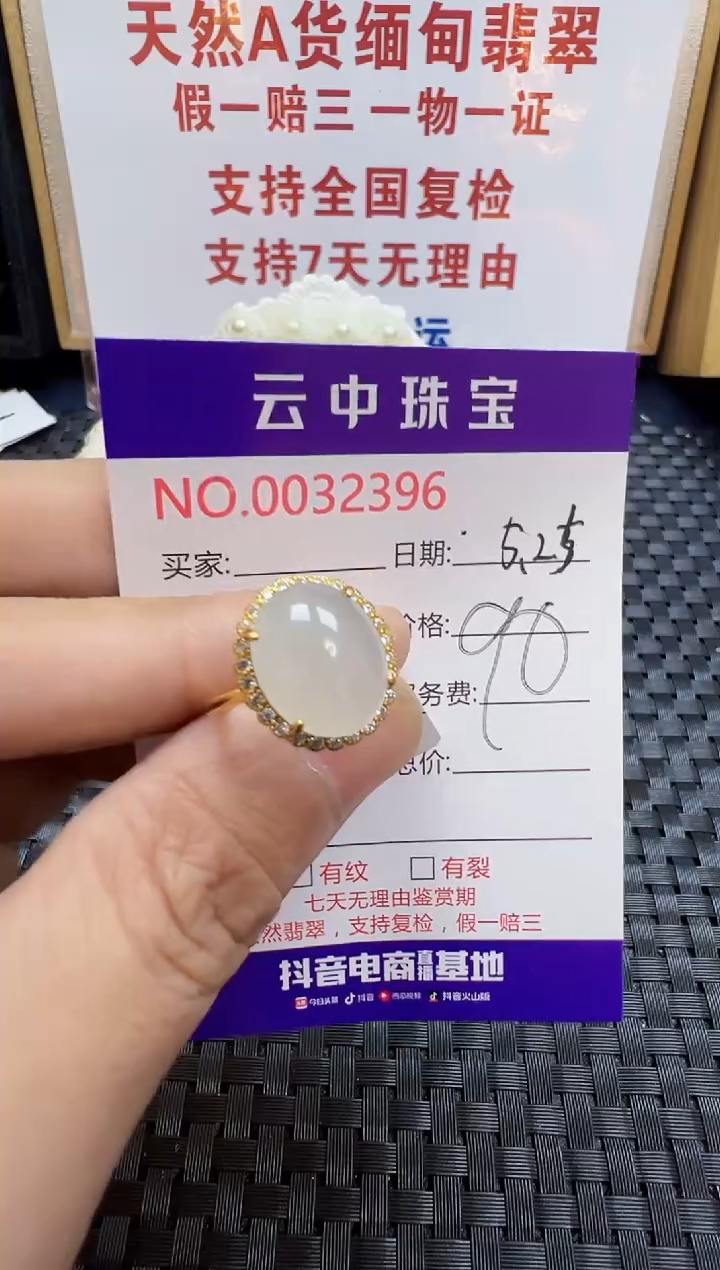 天然A货缅甸翡翠
假一赔三 一物一证
支持全国复检
支持7天无理由
运
云中珠宝
NO.0032396
买家: 日期: 5.25
价格: 90
务费:
总价:
有纹 有裂
七天无理由鉴赏期
然翡翠，支持复检，假一赔三
抖音电商直播基地
今日头条 抖音 西瓜视频 抖音火山版